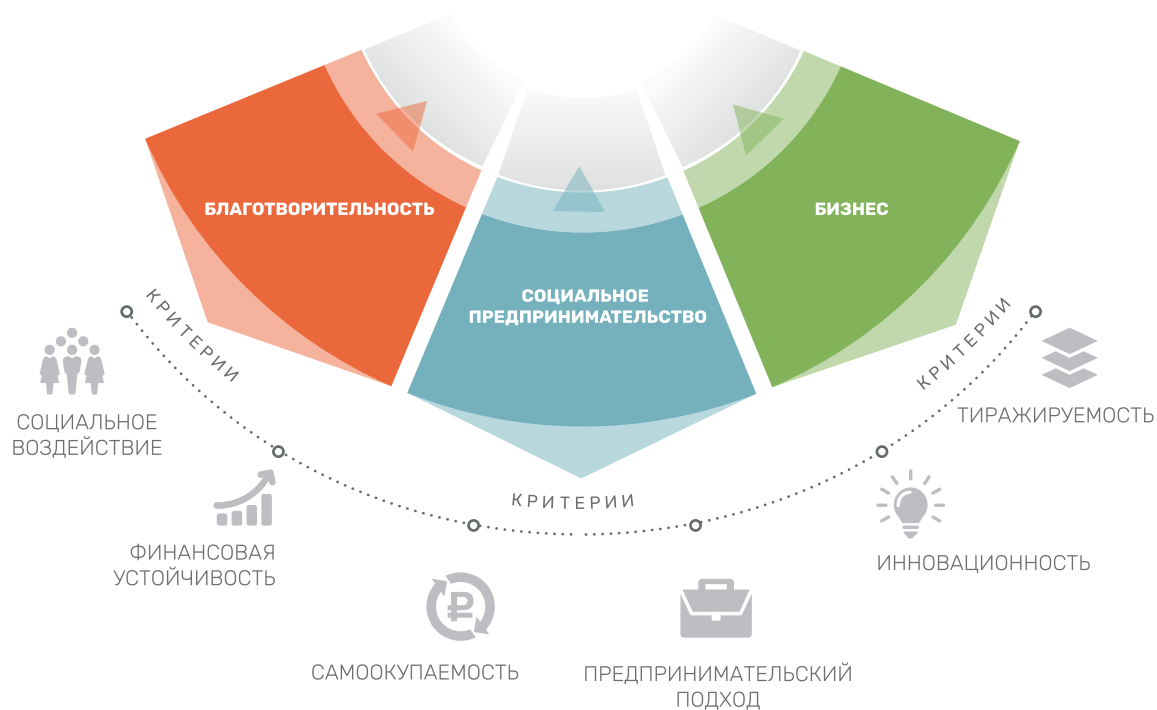 БЛАГОТВОРИТЕЛЬНОСТЬ
СОЦИАЛЬНОЕ
ПРЕДПРИНИМАТЕЛЬСТВО
БИЗНЕС
КРИТЕРИИ
КРИТЕРИИ
КРИТЕРИИ
СОЦИАЛЬНОЕ
ВОЗДЕЙСТВИЕ
ФИНАНСОВАЯ
УСТОЙЧИВОСТЬ
САМООКУПАЕМОСТЬ
ПРЕДПРИНИМАТЕЛЬСКИЙ
ПОДХОД
ИННОВАЦИОННОСТЬ
ТИРАЖИРУЕМОСТЬ